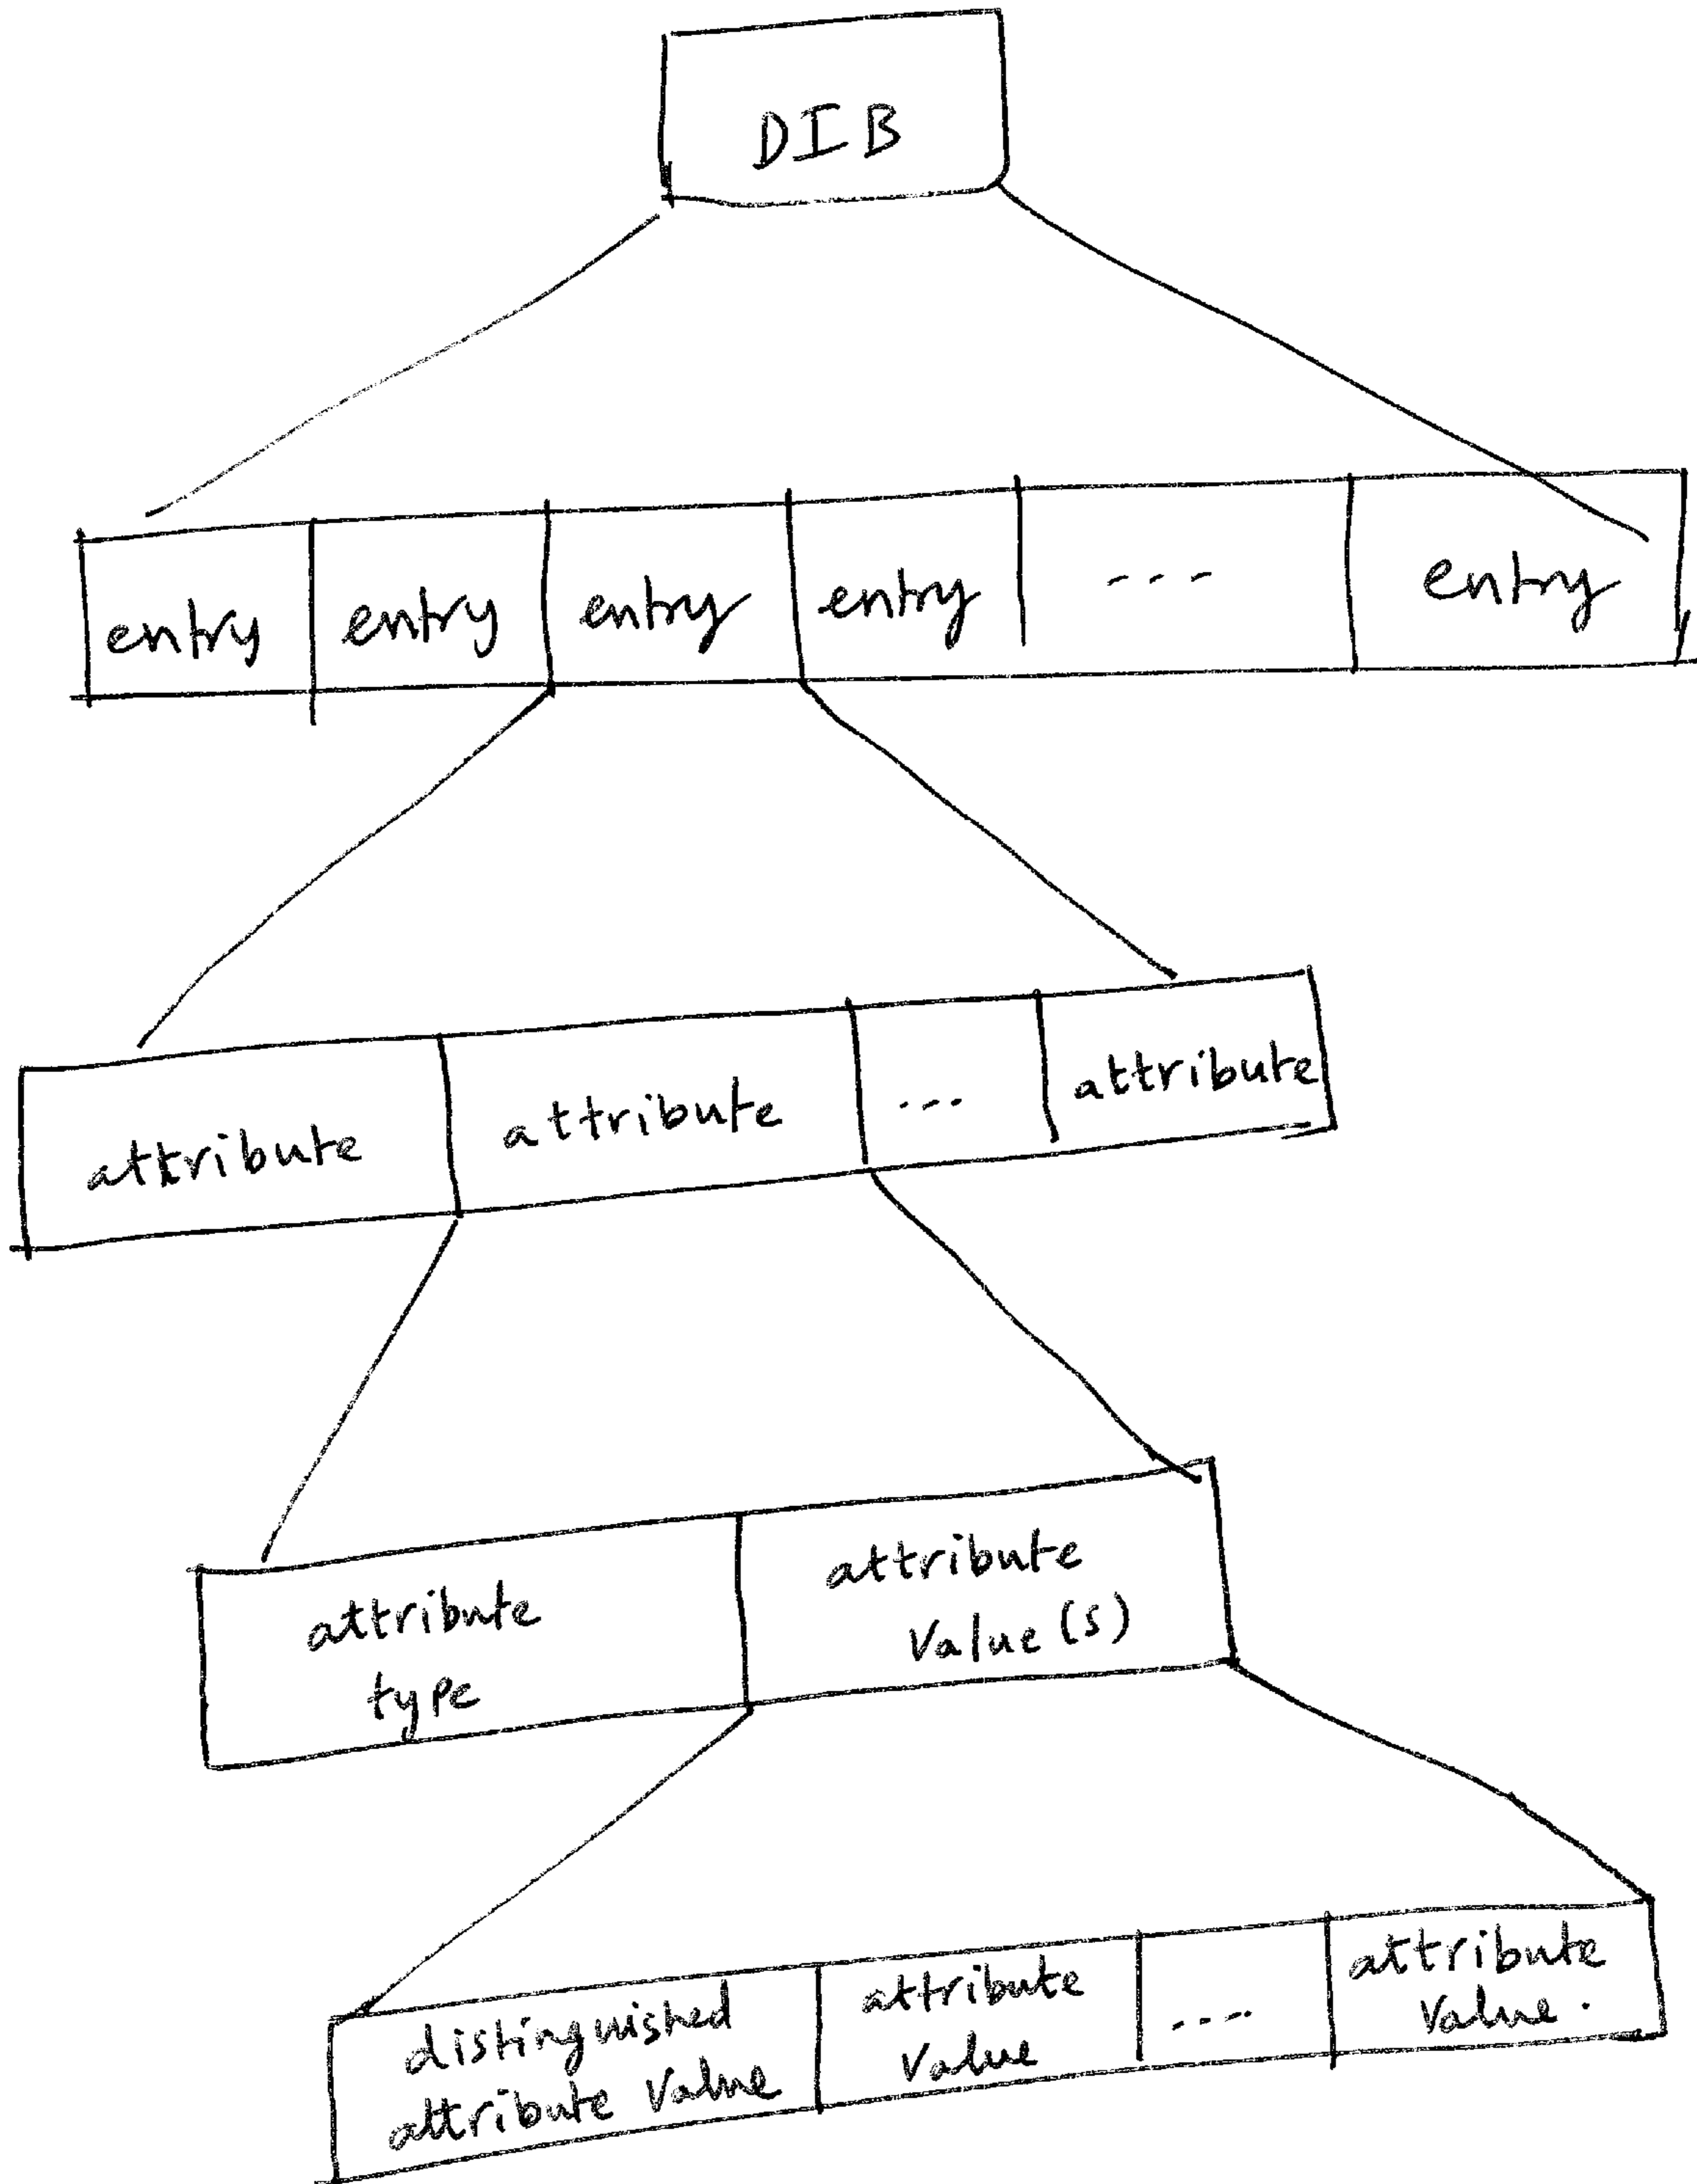 DIB
entry entry entry entry --- entry
attribute attribute ... attribute
attribute attribute
type Value (s)
distinguished attribute .... attribute
attribute Value Value Value.